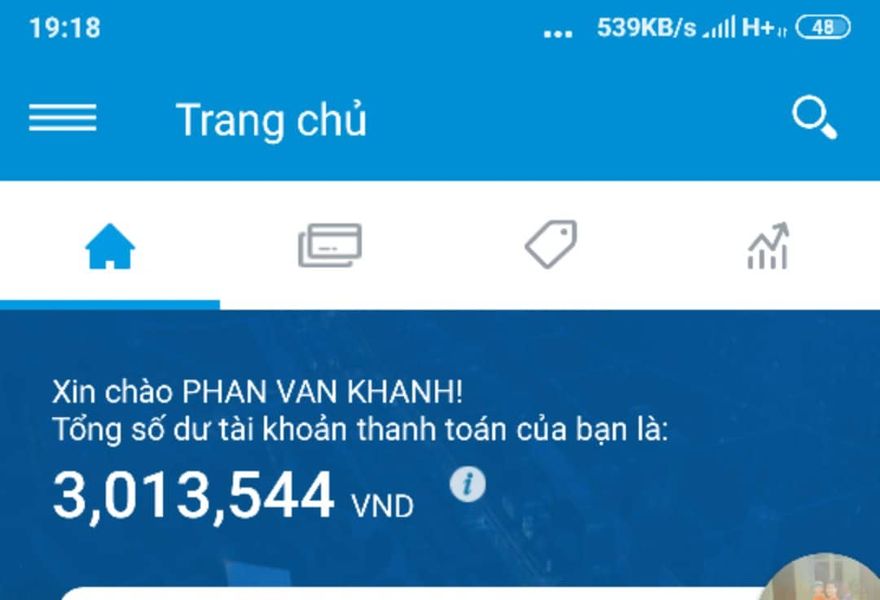 19:18 ... 539KB/s H+ 48
Trang chủ
Xin chào PHAN VAN KHANH!
Tổng số dư tài khoản thanh toán của bạn là:
3,013,544 VND i